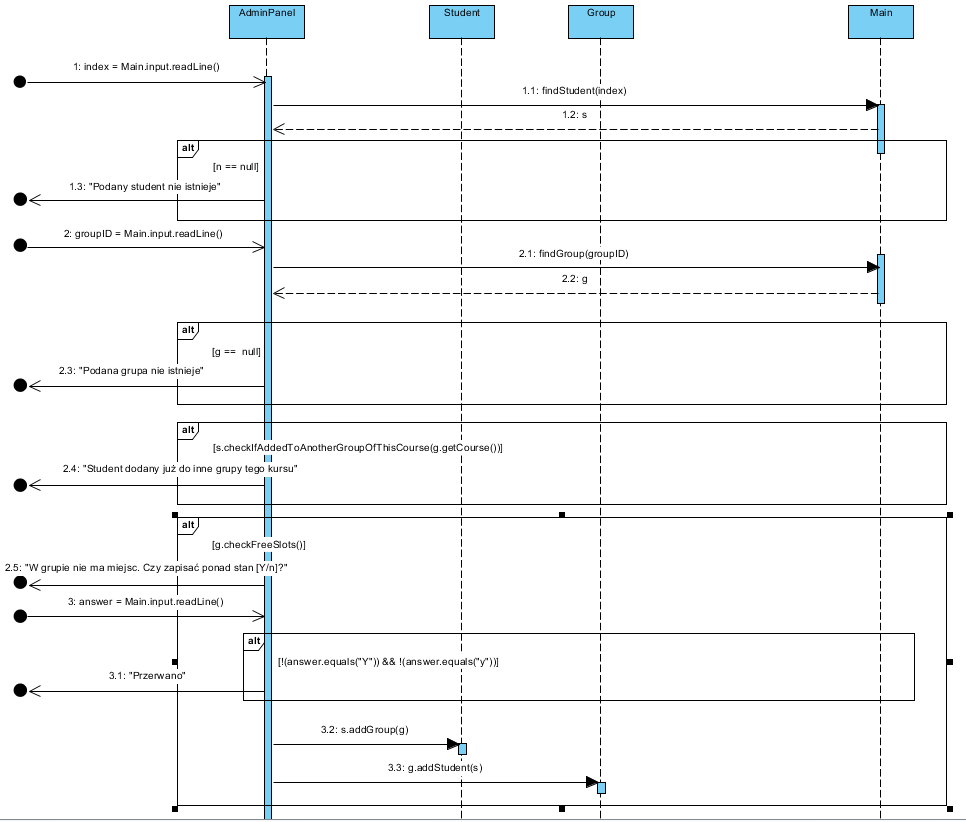 AdminPanel
Student
Group
Main
1: index = Main.input.readLine()
1.1: findStudent(index)
1.2: s
alt
[n == null]
1.3: "Podany student nie istnieje"
2: groupID = Main.input.readLine()
2.1: findGroup(groupID)
2.2: g
alt
[g == null]
2.3: "Podana grupa nie istnieje"
alt
[s.checkIfAddedToAnotherGroupOfThisCourse(g.getCourse())]
2.4: "Student dodany już do inne grupy tego kursu"
alt
[g.checkFreeSlots()]
2.5: "W grupie nie ma miejsc. Czy zapisać ponad stan [Y/n]?"
3: answer = Main.input.readLine()
alt
[!(answer.equals("Y")) && !(answer.equals("y"))]
3.1: "Przerwano"
3.2: s.addGroup(g)
3.3: g.addStudent(s)